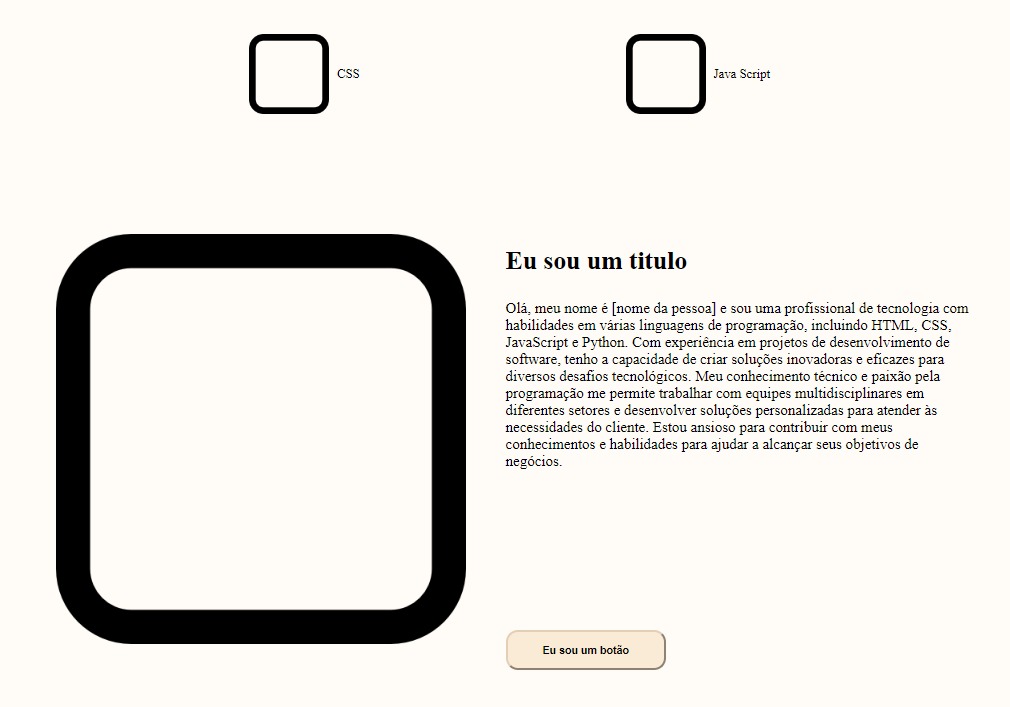 CSS
Java Script
Eu sou um titulo
Olá, meu nome é [nome da pessoa] e sou uma profissional de tecnologia com
habilidades em várias linguagens de programação, incluindo HTML, CSS,
JavaScript e Python. Com experiência em projetos de desenvolvimento de
software, tenho a capacidade de criar soluções inovadoras e eficazes para
diversos desafios tecnológicos. Meu conhecimento técnico e paixão pela
programação me permite trabalhar com equipes multidisciplinares em
diferentes setores e desenvolver soluções personalizadas para atender às
necessidades do cliente. Estou ansioso para contribuir com meus
conhecimentos e habilidades para ajudar a alcançar seus objetivos de
negócios.
Eu sou um botão